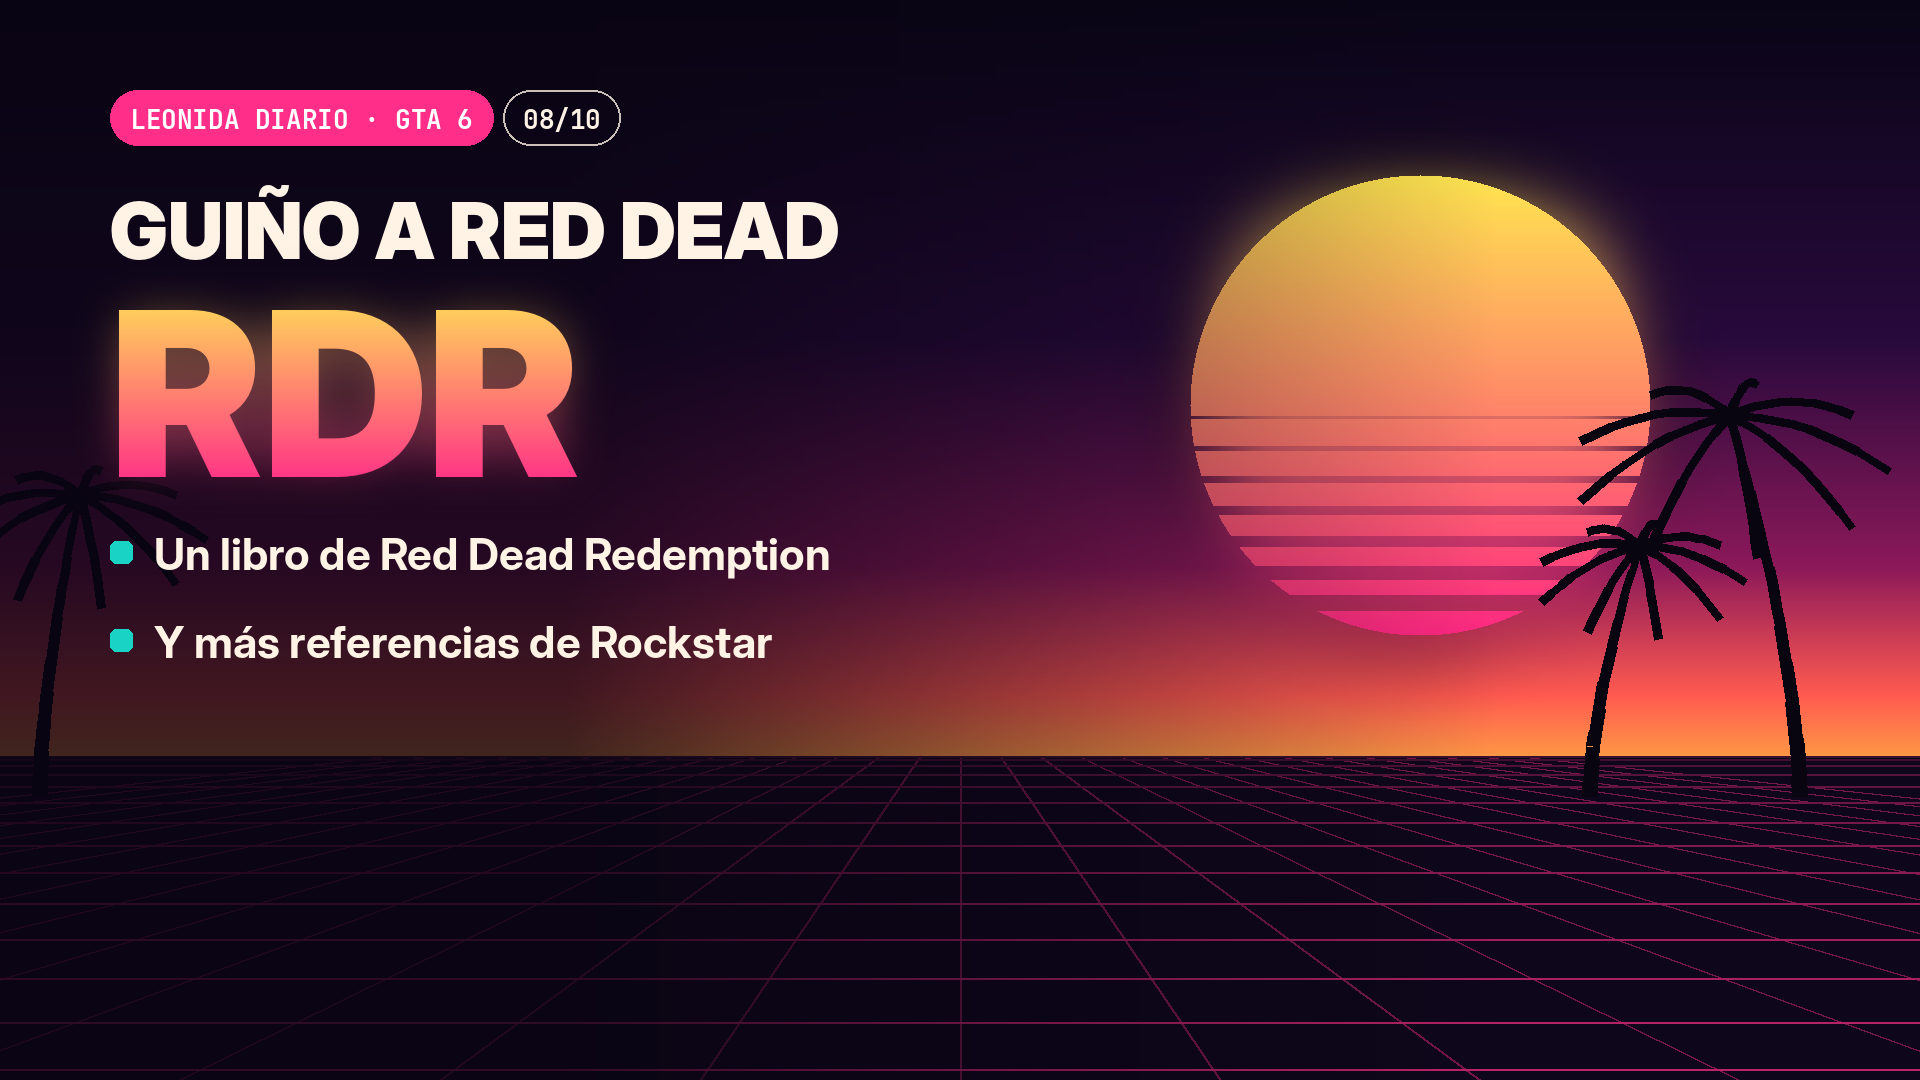 LEONIDA DIARIO · GTA 6
08/10
GUIÑO A RED DEAD
RDR
Un libro de Red Dead Redemption
Y más referencias de Rockstar